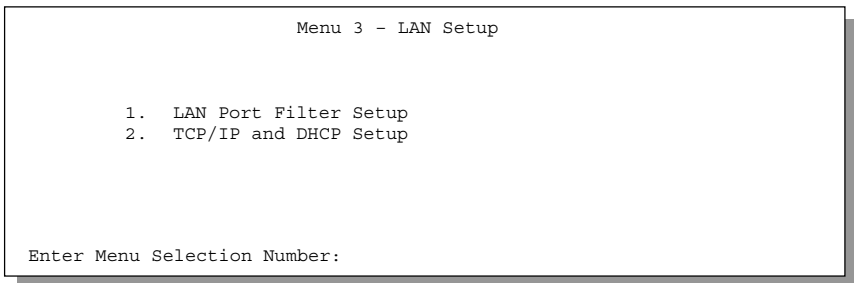 Menu 3 – LAN Setup
1. LAN Port Filter Setup
2. TCP/IP and DHCP Setup
Enter Menu Selection Number: